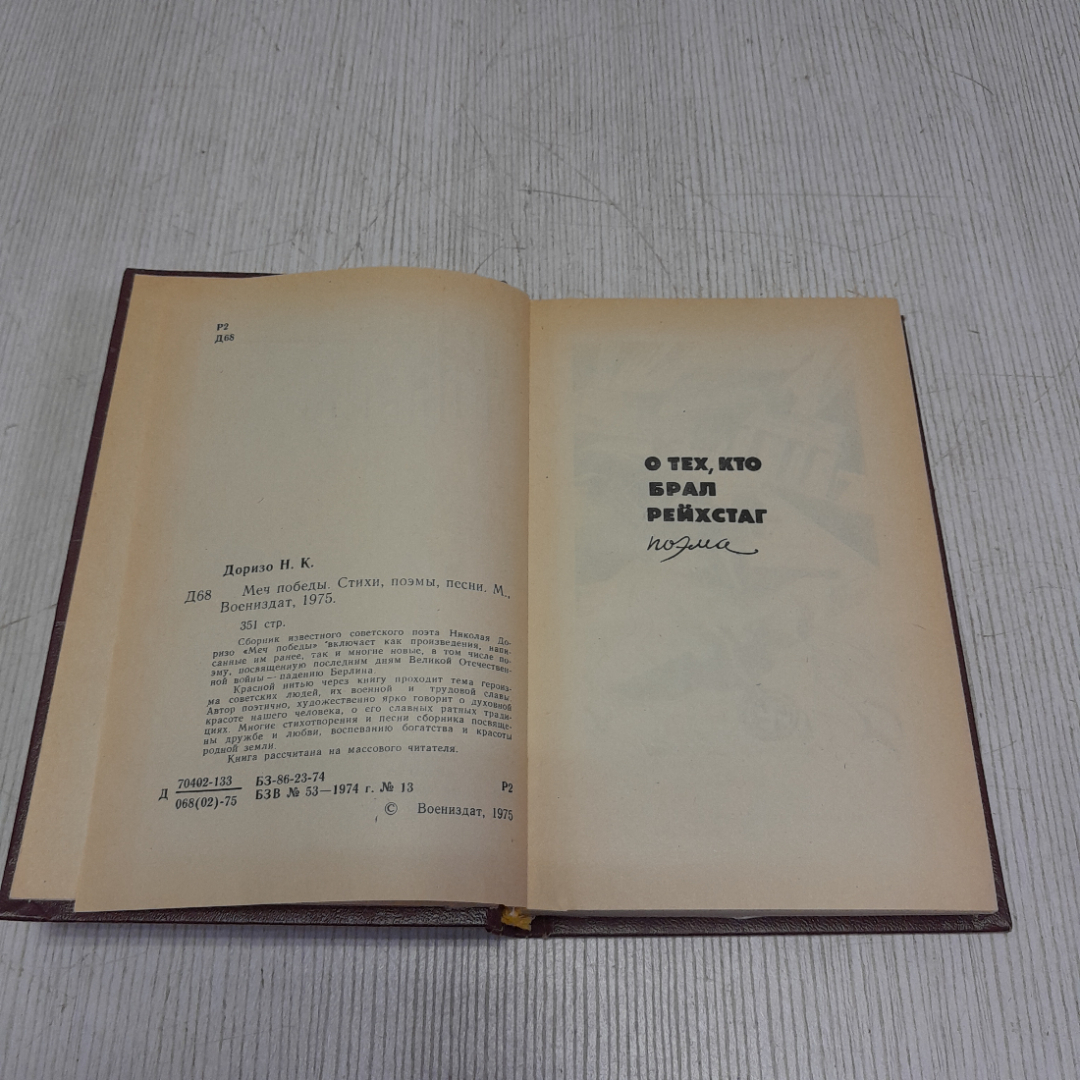 Р2
Д68
Доризо Н. К.
Д68 Меч победы. Стихи, поэмы, песни. М.,
Воениздат, 1975.
351 стр.
Сборник известного советского поэта Николая До-
ризо «Меч победы» включает как произведения, напи-
санные им ранее, так и многие новые, в том числе по-
эму, посвященную последним дням Великой Отечествен-
ной войны — падению Берлина.
Красной нитью через книгу проходит тема героиз-
ма советских людей, их военной и трудовой славы.
Автор поэтично, художественно ярко говорит о духовной
красоте нашего человека, о его славных ратных тради-
циях. Многие стихотворения и песни сборника посвяще-
ны дружбе и любви, воспеванию богатства и красоты
родной земли.
Книга рассчитана на массового читателя.
Д 70402-133 БЗ-86-23-74
068(02)-75 БЗВ № 53—1974 г. № 13 Р2
© Воениздат, 1975
О ТЕХ, КТО
БРАЛ
РЕЙХСТАГ
поэма